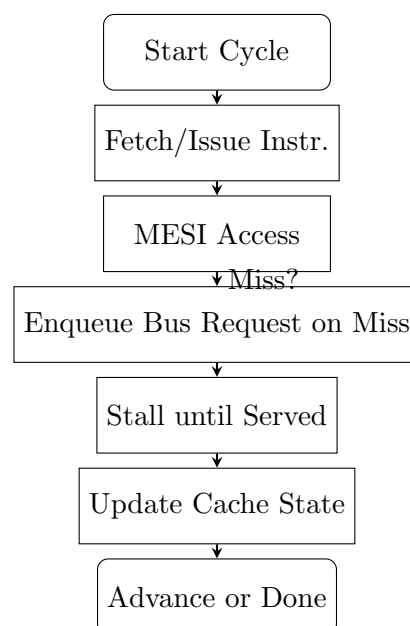 Start Cycle
Fetch/Issue Instr.
MESI Access
Miss?
Enqueue Bus Request on Miss
Stall until Served
Update Cache State
Advance or Done